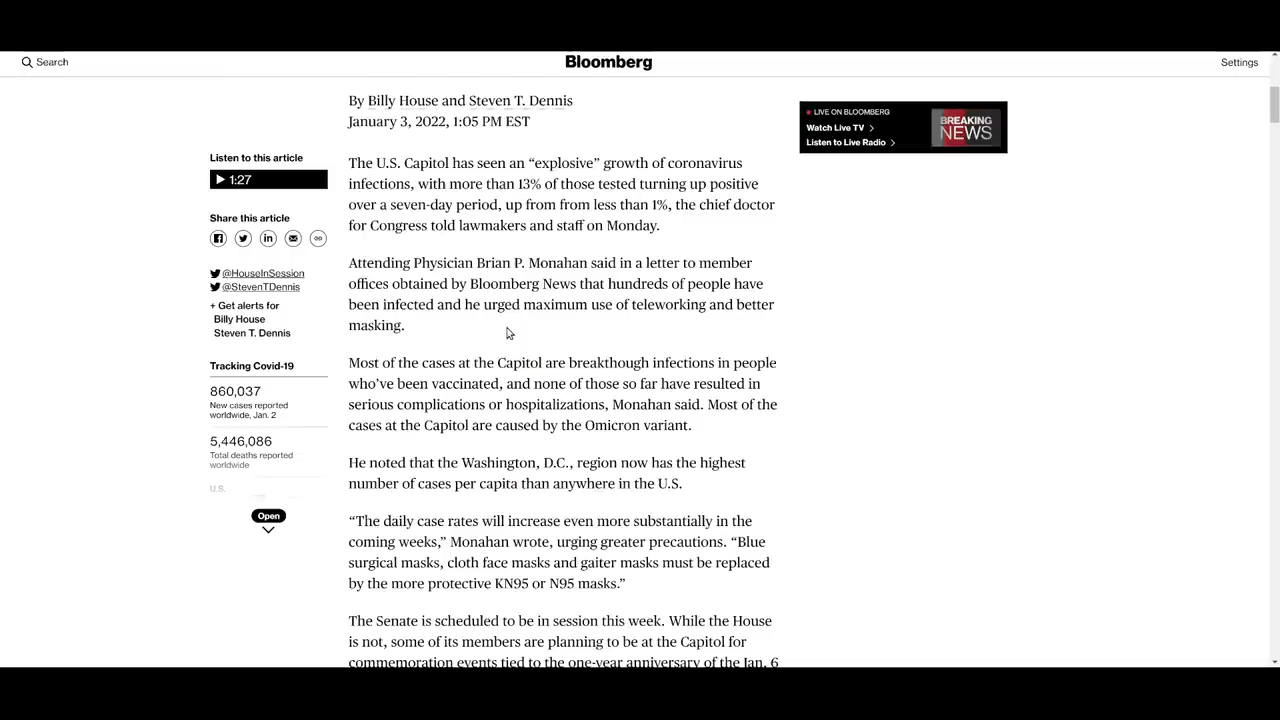 Search
Bloomberg
Settings
By Billy House and Steven T. Dennis
January 3, 2022, 1:05 PM EST
LIVE ON BLOOMBERG
Watch Live TV
Listen to Live Radio
BREAKING
NEWS
Listen to this article
1:27
Share this article
@HouseInSession
@StevenTDennis
+ Get alerts for
Billy House
Steven T. Dennis
Tracking Covid-19
860,037
New cases reported
worldwide, Jan. 2
5,446,086
Total deaths reported
worldwide
U.S.
Open
The U.S. Capitol has seen an “explosive” growth of coronavirus
infections, with more than 13% of those tested turning up positive
over a seven-day period, up from from less than 1%, the chief doctor
for Congress told lawmakers and staff on Monday.
Attending Physician Brian P. Monahan said in a letter to member
offices obtained by Bloomberg News that hundreds of people have
been infected and he urged maximum use of teleworking and better
masking.
Most of the cases at the Capitol are breakthough infections in people
who’ve been vaccinated, and none of those so far have resulted in
serious complications or hospitalizations, Monahan said. Most of the
cases at the Capitol are caused by the Omicron variant.
He noted that the Washington, D.C., region now has the highest
number of cases per capita than anywhere in the U.S.
“The daily case rates will increase even more substantially in the
coming weeks,” Monahan wrote, urging greater precautions. “Blue
surgical masks, cloth face masks and gaiter masks must be replaced
by the more protective KN95 or N95 masks.”
The Senate is scheduled to be in session this week. While the House
is not, some of its members are planning to be at the Capitol for
commemoration events tied to the one-year anniversary of the Jan. 6